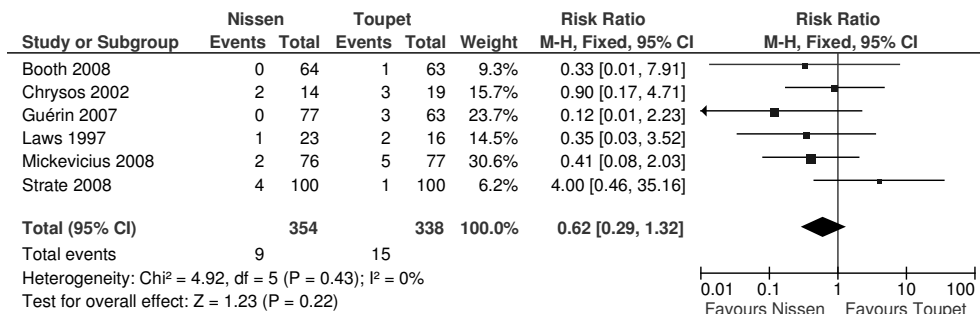 Nissen Toupet Risk Ratio Risk Ratio
Study or Subgroup Events Total Events Total Weight M-H, Fixed, 95% CI M-H, Fixed, 95% CI
Booth 2008 0 64 1 63 9.3% 0.33 [0.01, 7.91]
Chrysos 2002 2 14 3 19 15.7% 0.90 [0.17, 4.71]
Guérin 2007 0 77 3 63 23.7% 0.12 [0.01, 2.23]
Laws 1997 1 23 2 16 14.5% 0.35 [0.03, 3.52]
Mickevicius 2008 2 76 5 77 30.6% 0.41 [0.08, 2.03]
Strate 2008 4 100 1 100 6.2% 4.00 [0.46, 35.16]
Total (95% CI) 354 338 100.0% 0.62 [0.29, 1.32]
Total events 9 15
Heterogeneity: Chi² = 4.92, df = 5 (P = 0.43); I² = 0%
Test for overall effect: Z = 1.23 (P = 0.22)
0.01 0.1 1 10 100
Favours Nissen Favours Toupet